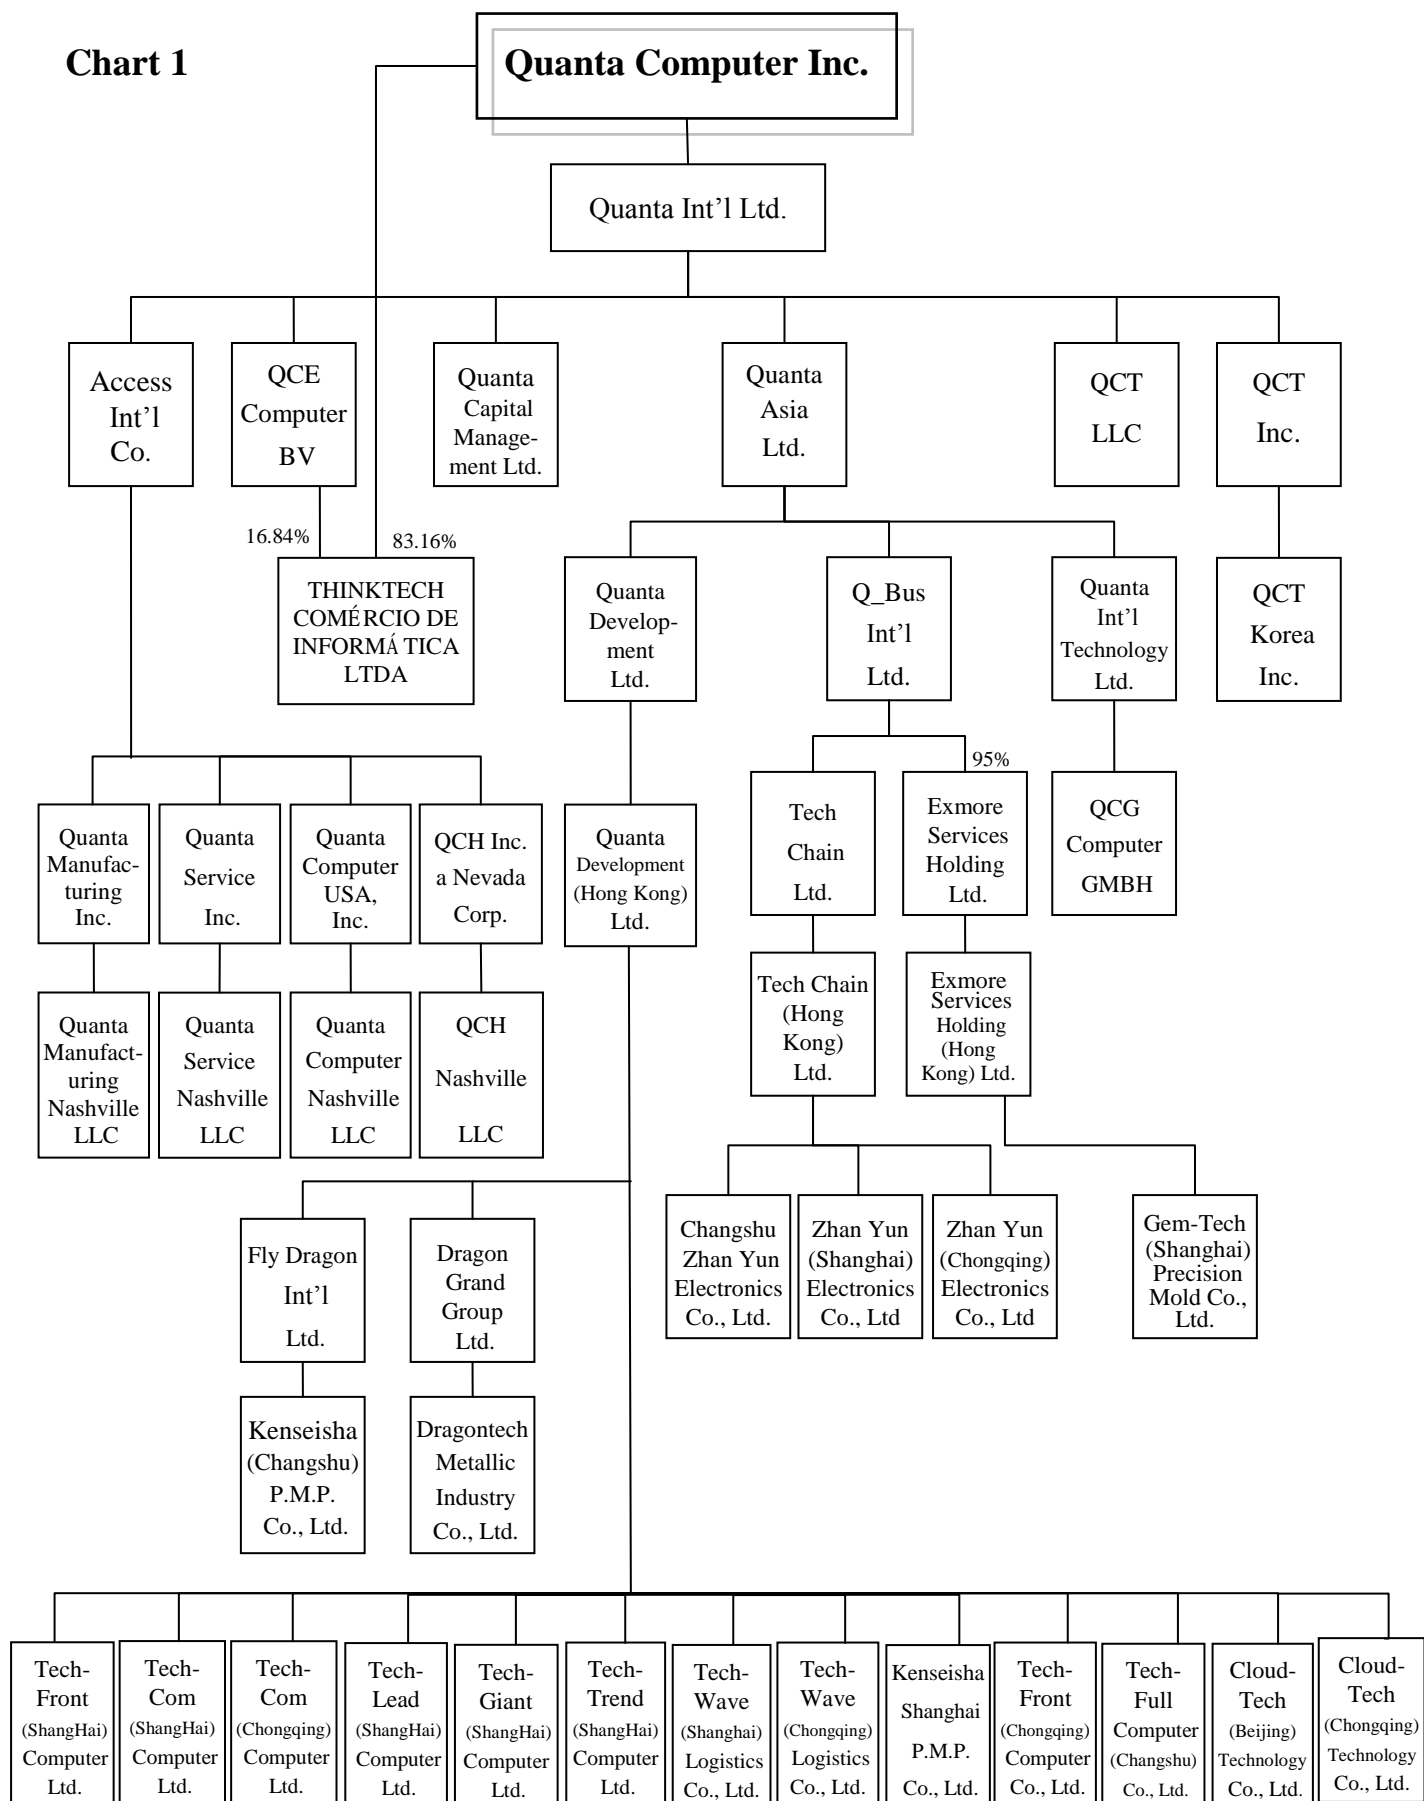 Chart 1
Quanta Computer Inc.
Quanta Int’l Ltd.
Access
Int’l
Co.
QCE
Computer
BV
Quanta
Capital
Manage-
ment Ltd.
Quanta
Asia
Ltd.
QCT
LLC
QCT
Inc.
16.84%
83.16%
THINKTECH
COMÉRCIO DE
INFORMÁTICA
LTDA
Quanta
Develop-
ment
Ltd.
Q_Bus
Int’l
Ltd.
Quanta
Int’l
Technology
Ltd.
QCT
Korea
Inc.
95%
Quanta
Manufac-
turing
Inc.
Quanta
Service
Inc.
Quanta
Computer
USA,
Inc.
QCH Inc.
a Nevada
Corp.
Quanta
Development
(Hong Kong)
Ltd.
Tech
Chain
Ltd.
Exmore
Services
Holding
Ltd.
QCG
Computer
GMBH
Quanta
Manufact-
uring
Nashville
LLC
Quanta
Service
Nashville
LLC
Quanta
Computer
Nashville
LLC
QCH
Nashville
LLC
Tech Chain
(Hong
Kong)
Ltd.
Exmore
Services
Holding
(Hong
Kong) Ltd.
Fly Dragon
Int’l
Ltd.
Dragon
Grand
Group
Ltd.
Changshu
Zhan Yun
Electronics
Co., Ltd.
Zhan Yun
(Shanghai)
Electronics
Co., Ltd
Zhan Yun
(Chongqing)
Electronics
Co., Ltd
Gem-Tech
(Shanghai)
Precision
Mold Co.,
Ltd.
Kenseisha
(Changshu)
P.M.P.
Co., Ltd.
Dragontech
Metallic
Industry
Co., Ltd.
Tech-
Front
(ShangHai)
Computer
Ltd.
Tech-
Com
(ShangHai)
Computer
Ltd.
Tech-
Com
(Chongqing)
Computer
Ltd.
Tech-
Lead
(ShangHai)
Computer
Ltd.
Tech-
Giant
(ShangHai)
Computer
Ltd.
Tech-
Trend
(ShangHai)
Computer
Ltd.
Tech-
Wave
(Shanghai)
Logistics
Co., Ltd.
Tech-
Wave
(Chongqing)
Logistics
Co., Ltd.
Kenseisha
Shanghai
P.M.P.
Co., Ltd.
Tech-
Front
(Chongqing)
Computer
Co., Ltd.
Tech-
Full
Computer
(Changshu)
Co., Ltd.
Cloud-
Tech
(Beijing)
Technology
Co., Ltd.
Cloud-
Tech
(Chongqing)
Technology
Co., Ltd.